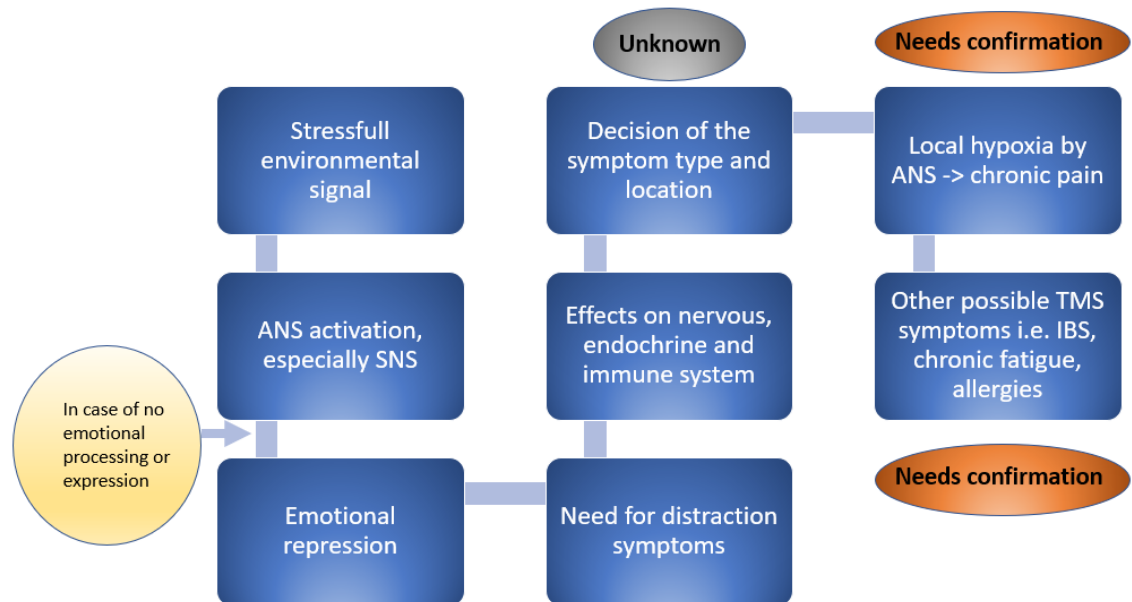 Unknown
Needs confirmation
Stressfull
environmental
signal
Decision of the
symptom type and
location
Local hypoxia by
ANS -> chronic pain
ANS activation,
especially SNS
Effects on nervous,
endocrine and
immune system
Other possible TMS
symptoms i.e. IBS,
chronic fatigue,
allergies
In case of no
emotional
processing or
expression
Emotional
repression
Need for distraction
symptoms
Needs confirmation